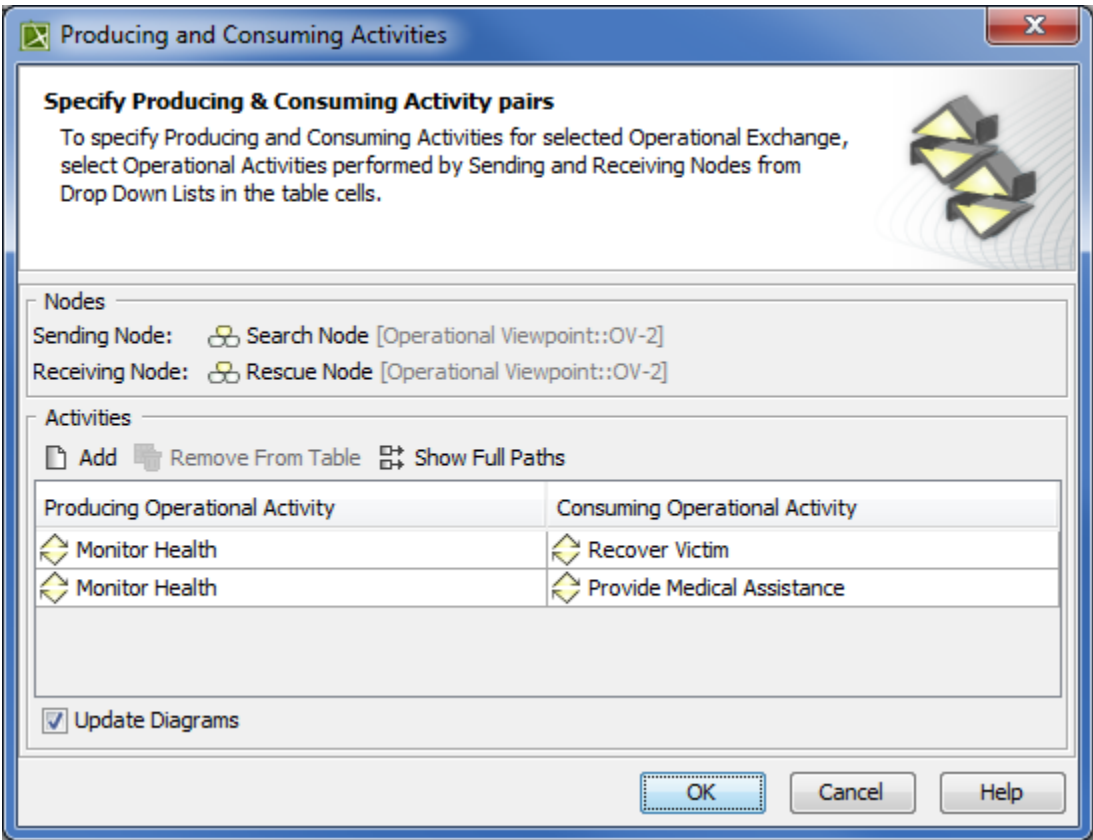 Producing and Consuming Activities
Specify Producing & Consuming Activity pairs
To specify Producing and Consuming Activities for selected Operational Exchange,
select Operational Activities performed by Sending and Receiving Nodes from
Drop Down Lists in the table cells.
Nodes
Sending Node: Search Node [Operational Viewpoint::OV-2]
Receiving Node: Rescue Node [Operational Viewpoint::OV-2]
Activities
Add Remove From Table Show Full Paths
Producing Operational Activity Consuming Operational Activity
Monitor Health Recover Victim
Monitor Health Provide Medical Assistance
Update Diagrams
OK Cancel Help